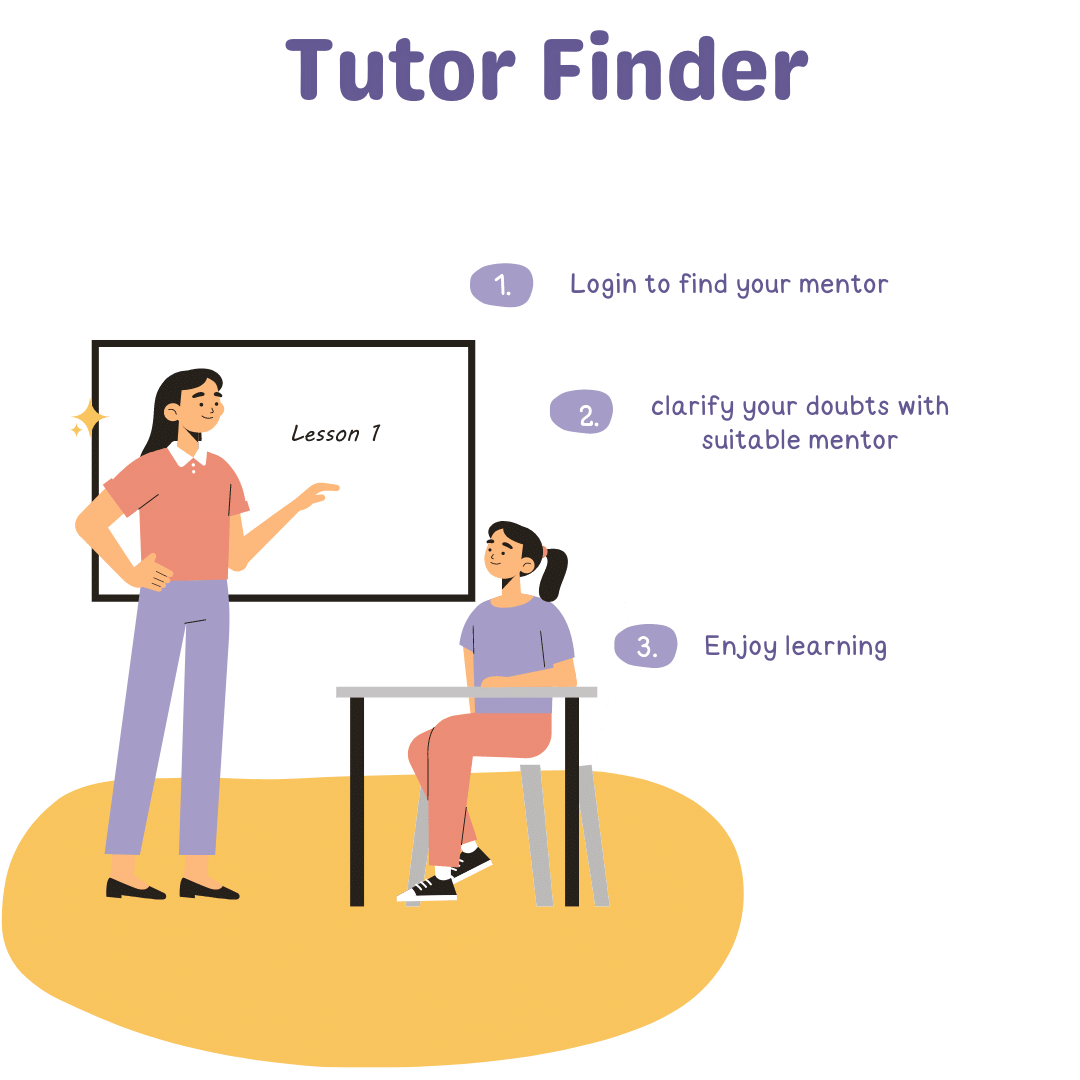 Tutor Finder
1. Login to find your mentor
Lesson 1
2. clarify your doubts with
suitable mentor
3. Enjoy learning